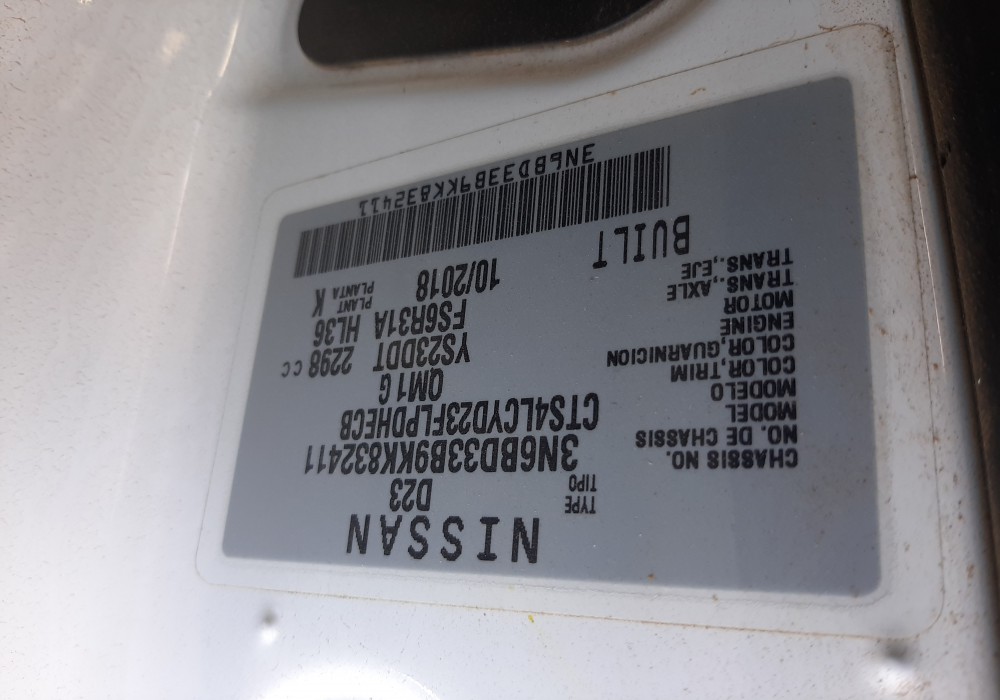 NISSAN
TYPE
TIPO D23
CHASSIS NO.
NO. DE CHASSIS 3N6BD33B9KK832411
MODEL
MODELO CTS4LCYD23FLPDHECB
COLOR,TRIM
COLOR,GUARNICION QM1 G
ENGINE
MOTOR YS23DDT 2298 CC
TRANS.,AXLE
TRANS.,EJE FS6R31A HL36
PLANT
PLANTA K
BUILT 10/2018
3N6BD33B9KK832411